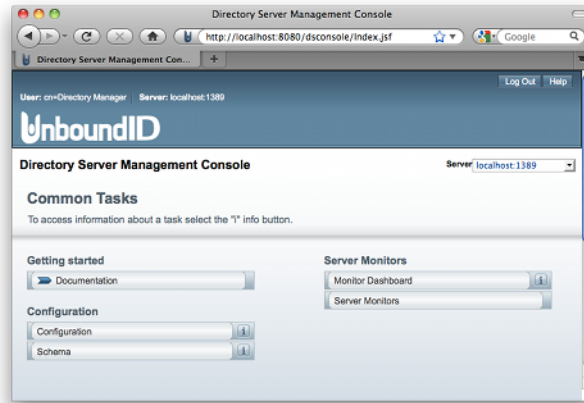 Directory Server Management Console
http://localhost:8080/dsconsole/index.jsf
Google
Directory Server Management Con...
Log Out Help
User: cn=Directory Manager Server: localhost:1389
UnboundID
Directory Server Management Console
Server localhost:1389
Common Tasks
To access information about a task select the "i" info button.
Getting started
Documentation
Configuration
Configuration
i
Schema
i
Server Monitors
Monitor Dashboard
i
Server Monitors